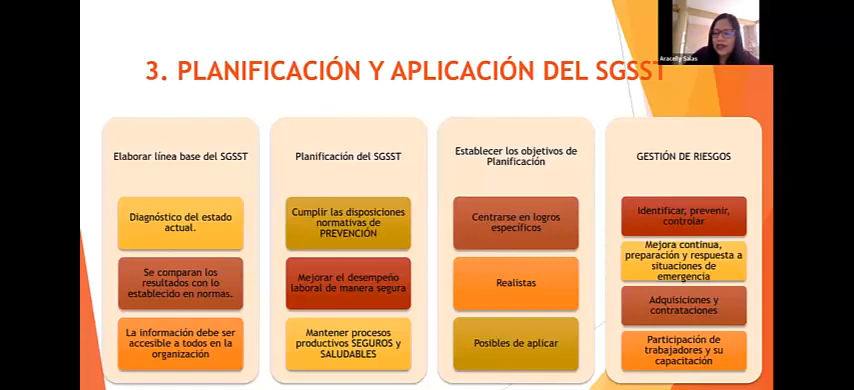 Aracelly Salas
3. PLANIFICACIÓN Y APLICACIÓN DEL SGSST
Elaborar línea base del SGSST
Diagnóstico del estado
actual.
Se comparan los
resultados con lo
establecido en normas.
La información debe ser
accesible a todos en la
organización
Planificación del SGSST
Cumplir las disposiciones
normativas de
PREVENCIÓN
Mejorar el desempeño
laboral de manera segura
Mantener procesos
productivos SEGUROS y
SALUDABLES
Establecer los objetivos de
Planificación
Centrarse en logros
específicos
Realistas
Posibles de aplicar
GESTIÓN DE RIESGOS
Identificar, prevenir,
controlar
Mejora continua,
preparación y respuesta a
situaciones de
emergencia
Adquisiciones y
contrataciones
Participación de
trabajadores y su
capacitación